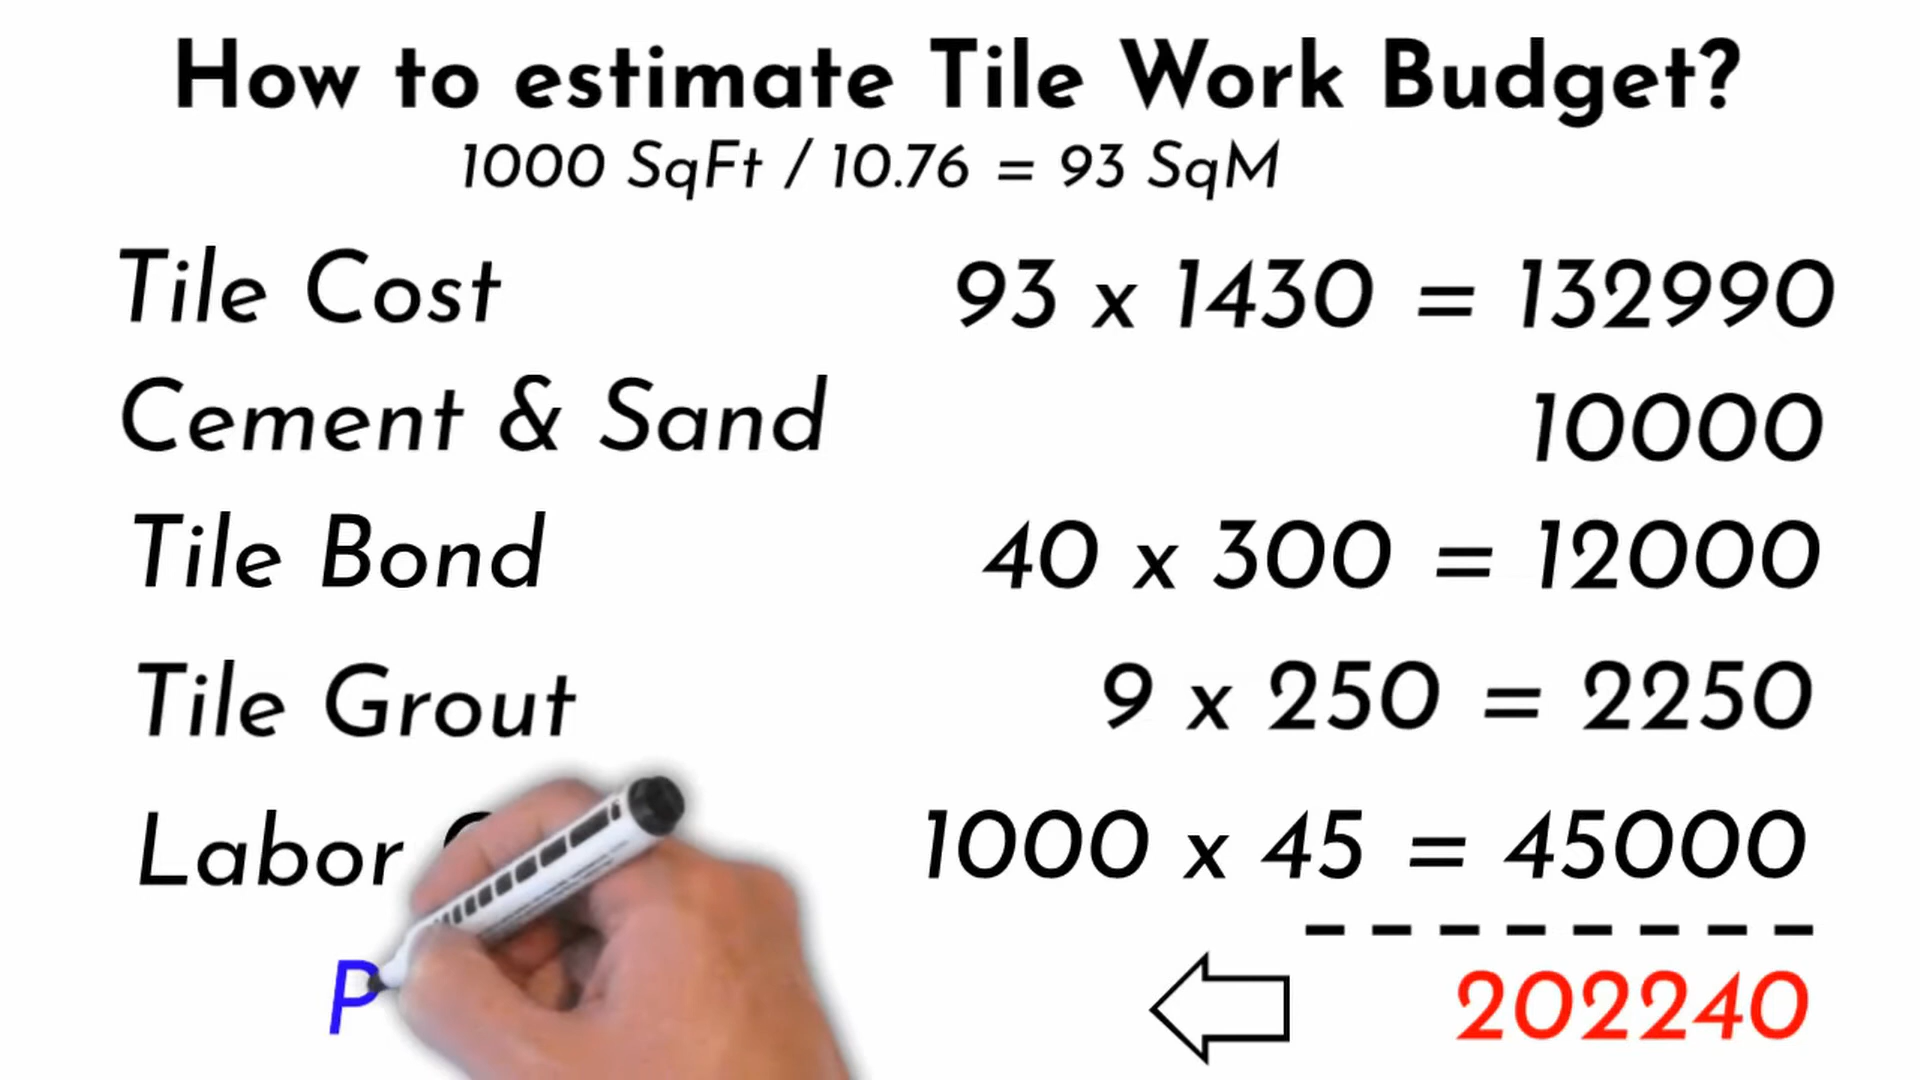 How to estimate Tile Work Budget?
1000 SqFt / 10.76 = 93 SqM
Tile Cost 93 x 1430 = 132990
Cement & Sand 10000
Tile Bond 40 x 300 = 12000
Tile Grout 9 x 250 = 2250
Labor 1000 x 45 = 45000
P 202240